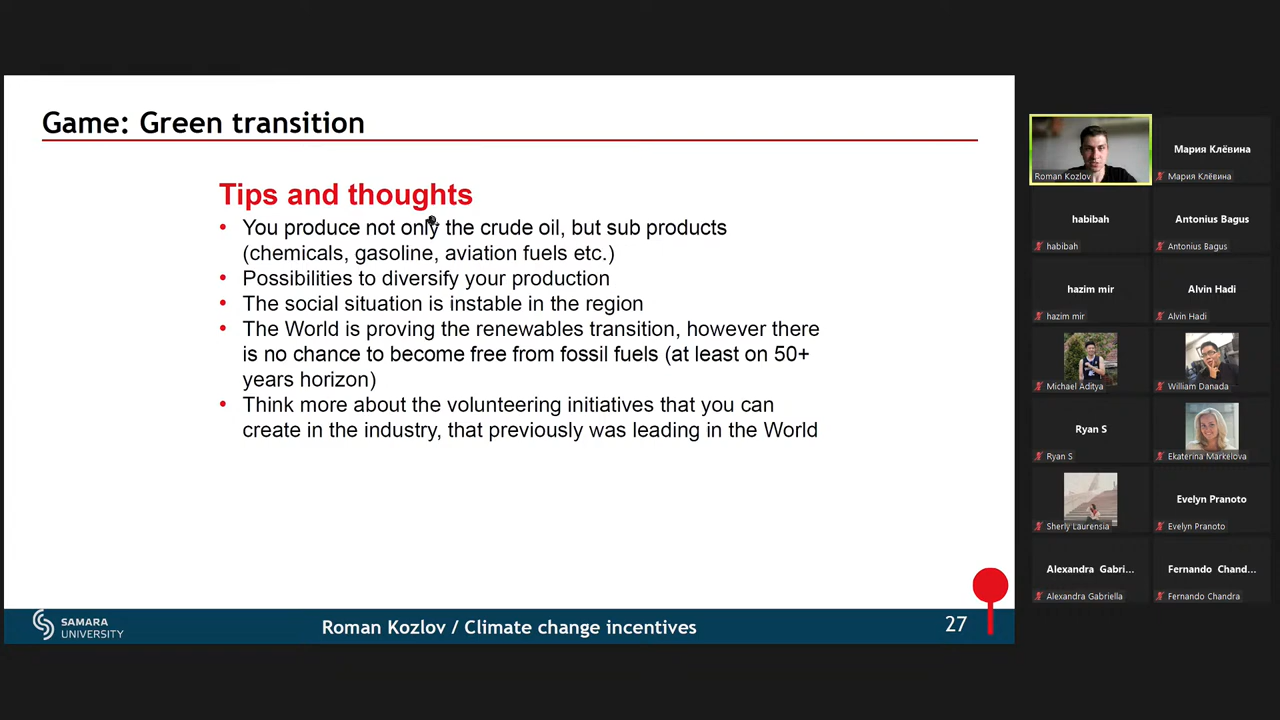 Game: Green transition
Tips and thoughts
• You produce not only the crude oil, but sub products
(chemicals, gasoline, aviation fuels etc.)
• Possibilities to diversify your production
• The social situation is instable in the region
• The World is proving the renewables transition, however there
is no chance to become free from fossil fuels (at least on 50+
years horizon)
• Think more about the volunteering initiatives that you can
create in the industry, that previously was leading in the World
SAMARA
UNIVERSITY
Roman Kozlov / Climate change incentives
27
Roman Kozlov
Мария Клёвина
Мария Клёвина
habibah
habibah
Antonius Bagus
Antonius Bagus
hazim mir
hazim mir
Alvin Hadi
Alvin Hadi
Michael Aditya
William Danada
Ryan S
Ryan S
Ekaterina Markelova
Sherly Laurensia
Evelyn Pranoto
Evelyn Pranoto
Alexandra Gabri...
Alexandra Gabriella
Fernando Chand...
Fernando Chandra